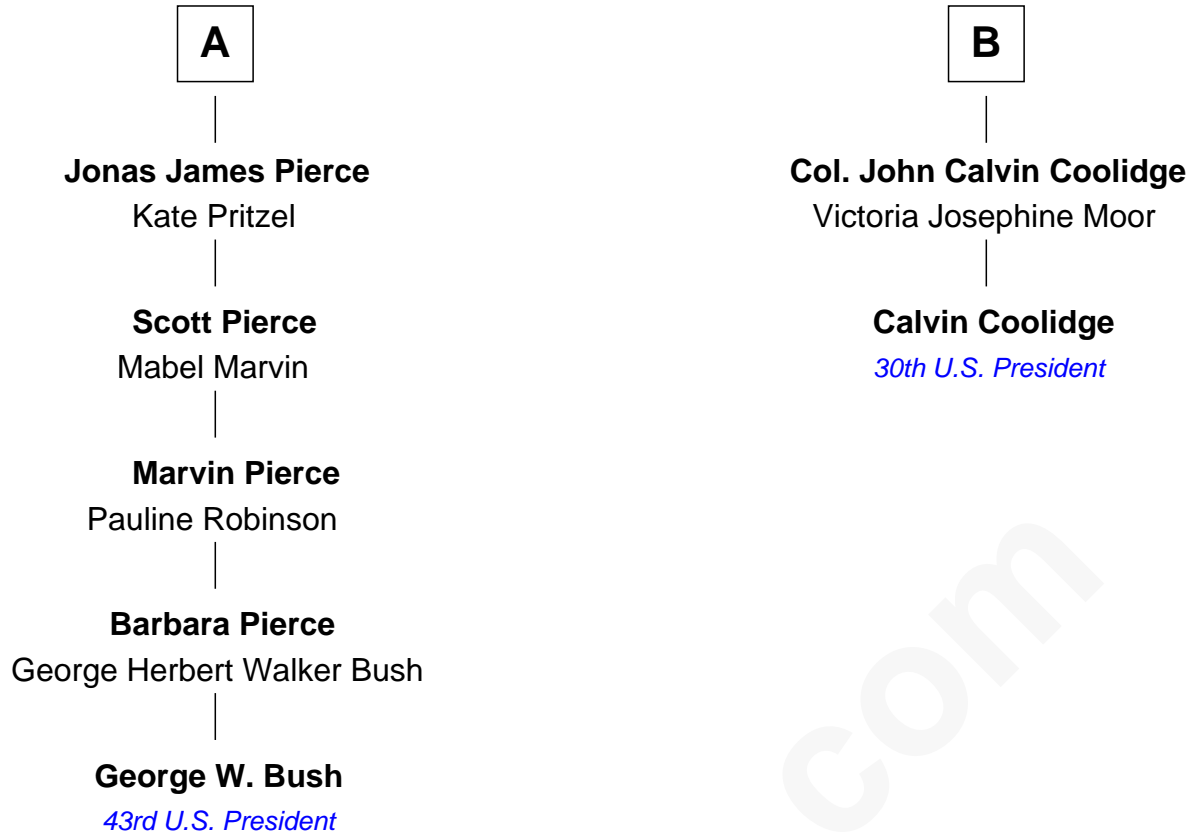 A
Jonas James Pierce
Kate Pritzel
Scott Pierce
Mabel Marvin
Marvin Pierce
Pauline Robinson
Barbara Pierce
George Herbert Walker Bush
George W. Bush
43rd U.S. President
B
Col. John Calvin Coolidge
Victoria Josephine Moor
Calvin Coolidge
30th U.S. President
com